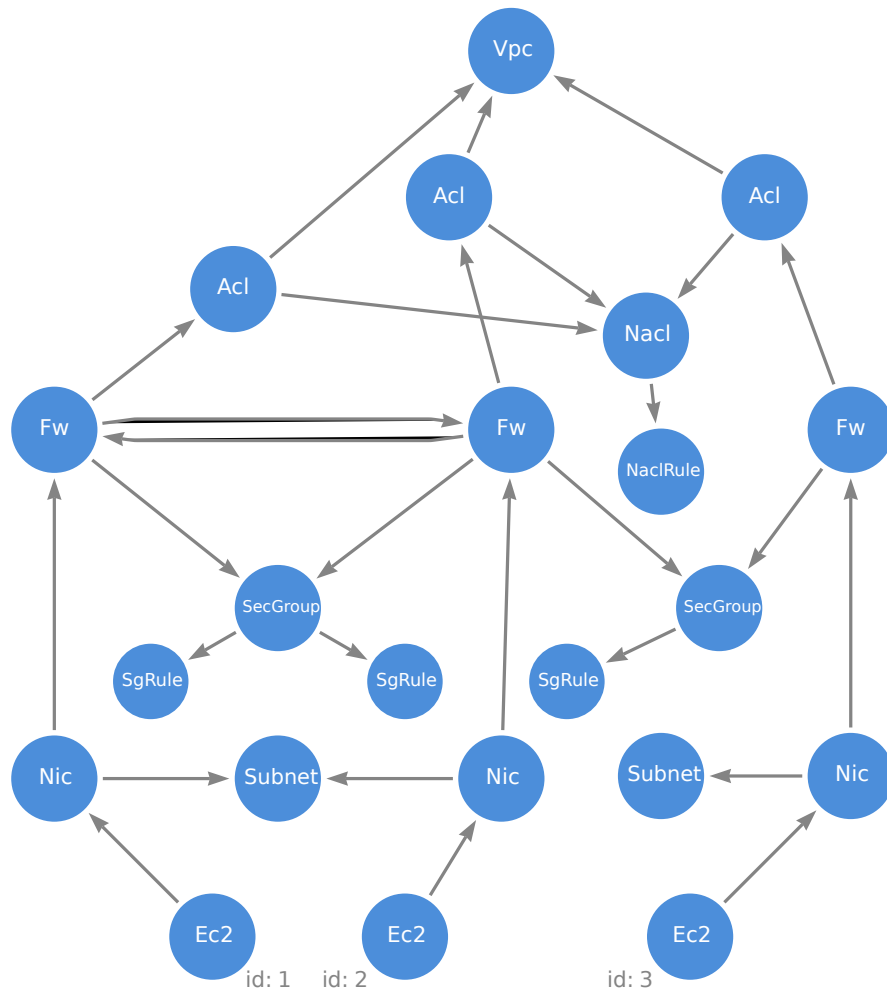 Vpc
Acl
Acl
Acl
Nacl
Fw
Fw
Fw
NaclRule
SecGroup
SecGroup
SgRule
SgRule
SgRule
Nic
Subnet
Nic
Subnet
Nic
Ec2
Ec2
Ec2
id: 1
id: 2
id: 3